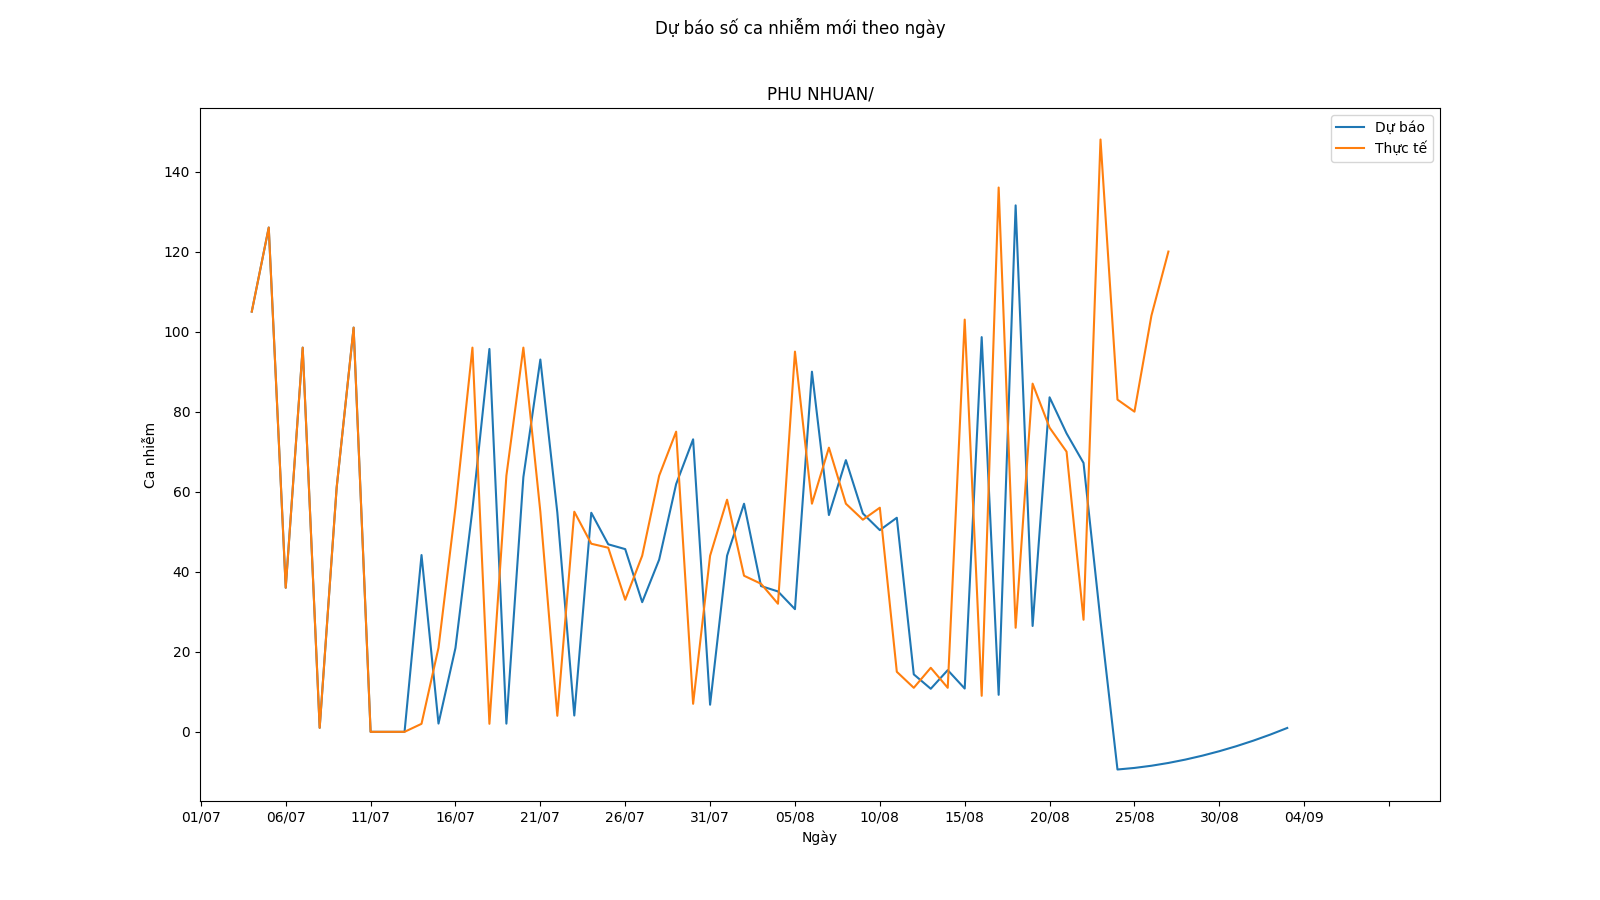 Dự báo số ca nhiễm mới theo ngày
PHU NHUAN/
Dự báo
Thực tế
140
120
100
80
60
40
20
0
Ca nhiễm
01/07 06/07 11/07 16/07 21/07 26/07 31/07 05/08 10/08 15/08 20/08 25/08 30/08 04/09
Ngày